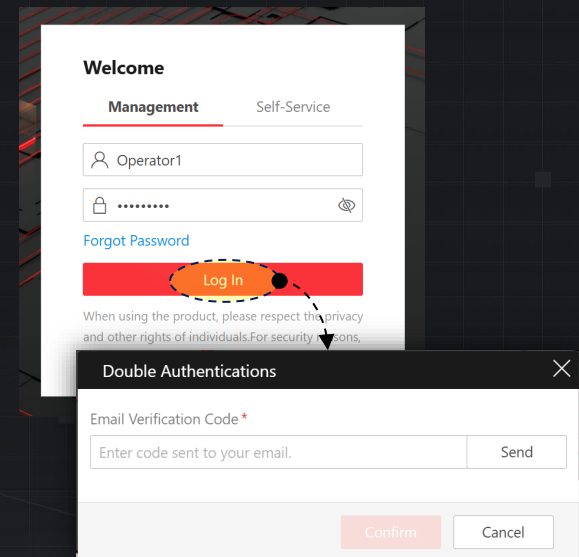 Welcome
Management
Self-Service
Operator1
•••••••••
Forgot Password
Log In
When using the product, please respect the privacy
and other rights of individuals.For security reasons,
Double Authentications
Email Verification Code *
Enter code sent to your email.
Send
Confirm
Cancel